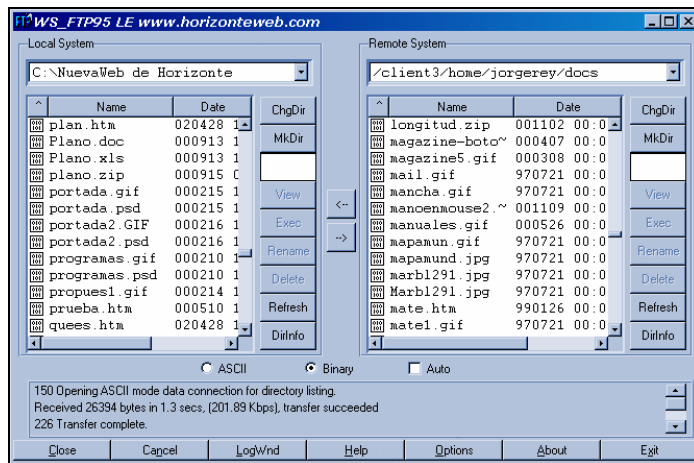 WS_FTP95 LE www.horizonteweb.com
Local System
C:\NuevaWeb de Horizonte
^ Name Date
plan.htm 020428 1
Plano.doc 000913 1
Plano.xls 000913 1
plano.zip 000915 0
portada.gif 000215 1
portada.psd 000215 1
portada2.GIF 000216 1
portada2.psd 000216 1
programas.gif 000210 1
programas.psd 000210 1
propues1.gif 000214 1
prueba.htm 000510 1
quees.htm 020428 1
ChgDir
MkDir
View
Exec
Rename
Delete
Refresh
DirInfo
<--
-->
Remote System
/client3/home/jorgerey/docs
^ Name Date
longitud.zip 001102 00:0
magazine-boto~ 000407 00:0
magazine5.gif 000308 00:0
mail.gif 970721 00:0
mancha.gif 970721 00:0
manoenmouse2.~ 001109 00:0
manuales.gif 000526 00:0
mapamun.gif 970721 00:0
mapamund.jpg 970721 00:0
marbl291.jpg 970721 00:0
Marbl291.jpg 970721 00:0
mate.htm 990126 00:0
mate1.gif 970721 00:0
ChgDir
MkDir
View
Exec
Rename
Delete
Refresh
DirInfo
ASCII Binary Auto
150 Opening ASCII mode data connection for directory listing.
Received 26394 bytes in 1.3 secs, (201.89 Kbps), transfer succeeded
226 Transfer complete.
Close Cancel LogWnd Help Options About Exit